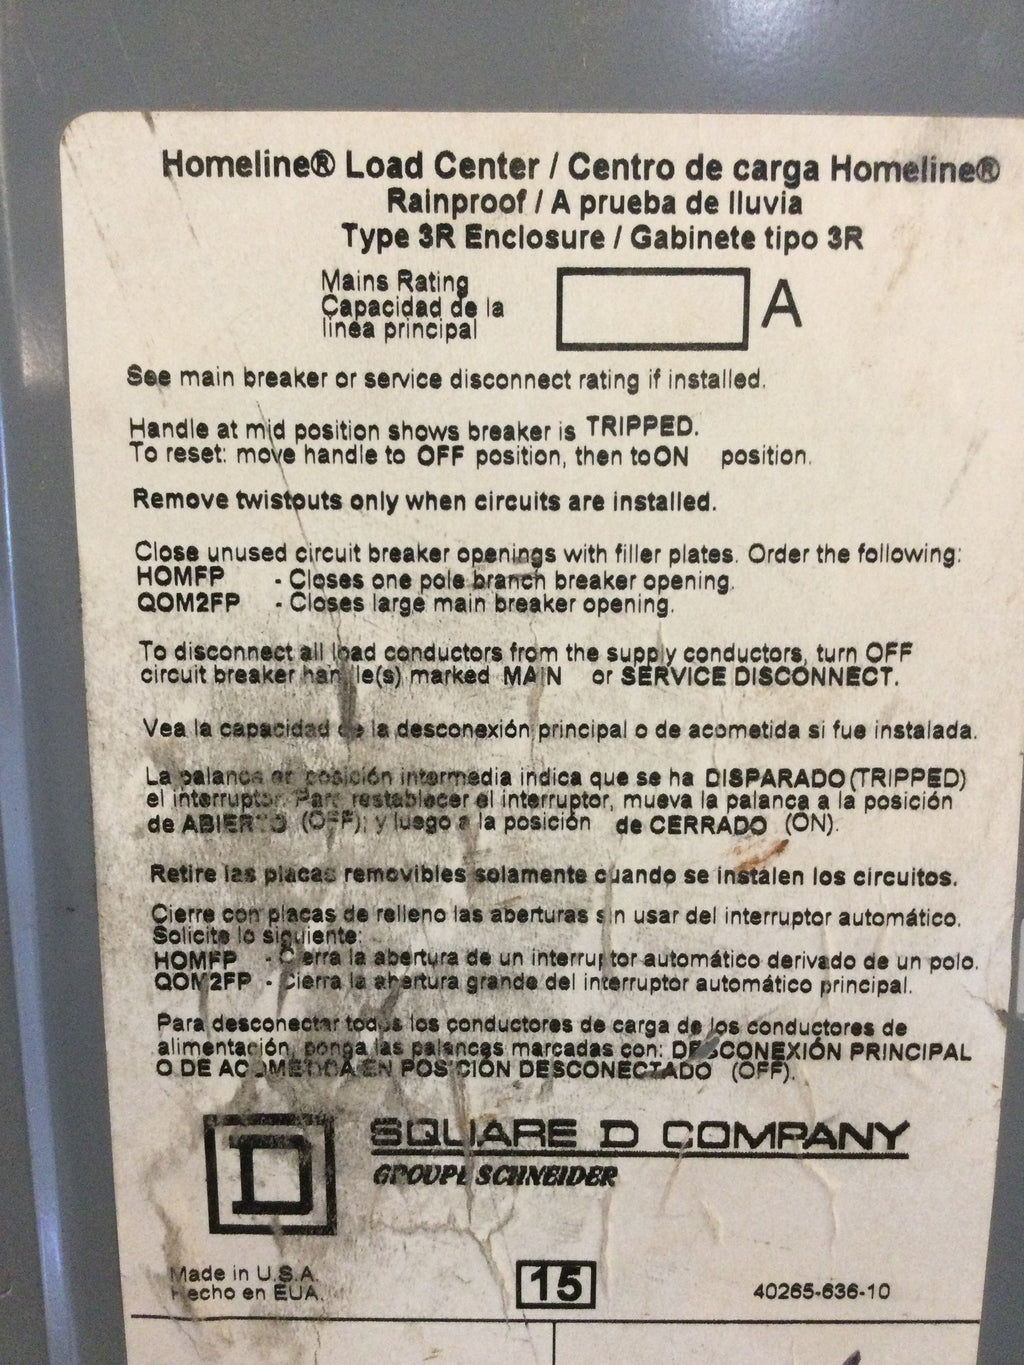 Homeline® Load Center / Centro de carga Homeline®
Rainproof / A prueba de lluvia
Type 3R Enclosure / Gabinete tipo 3R
Mains Rating
Capacidad de la
línea principal
A
See main breaker or service disconnect rating if installed.
Handle at mid position shows breaker is TRIPPED.
To reset: move handle to OFF position, then to ON position.
Remove twistouts only when circuits are installed.
Close unused circuit breaker openings with filler plates. Order the following:
HOMFP - Closes one pole branch breaker opening.
QOM2FP - Closes large main breaker opening.
To disconnect all load conductors from the supply conductors, turn OFF
circuit breaker handle(s) marked MAIN or SERVICE DISCONNECT.
Vea la capacidad de la desconexión principal o de acometida si fue instalada.
La palanca en posición intermedia indica que se ha DISPARADO (TRIPPED)
el interruptor. Para restablecer el interruptor, mueva la palanca a la posición
de ABIERTO (OFF); y luego a la posición de CERRADO (ON).
Retire las placas removibles solamente cuando se instalen los circuitos.
Cierre con placas de relleno las aberturas sin usar del interruptor automático.
Solicite lo siguiente:
HOMFP - Cierra la abertura de un interruptor automático derivado de un polo.
QOM2FP - Cierra la abertura grande del interruptor automático principal.
Para desconectar todos los conductores de carga de los conductores de
alimentación, ponga las palancas marcadas con: DESCONEXIÓN PRINCIPAL
O DE ACOMETIDA EN POSICIÓN DESCONECTADO (OFF).
D
SQUARE D COMPANY
GROUPE SCHNEIDER
Made in U.S.A.
Hecho en EUA.
15
40265-636-10